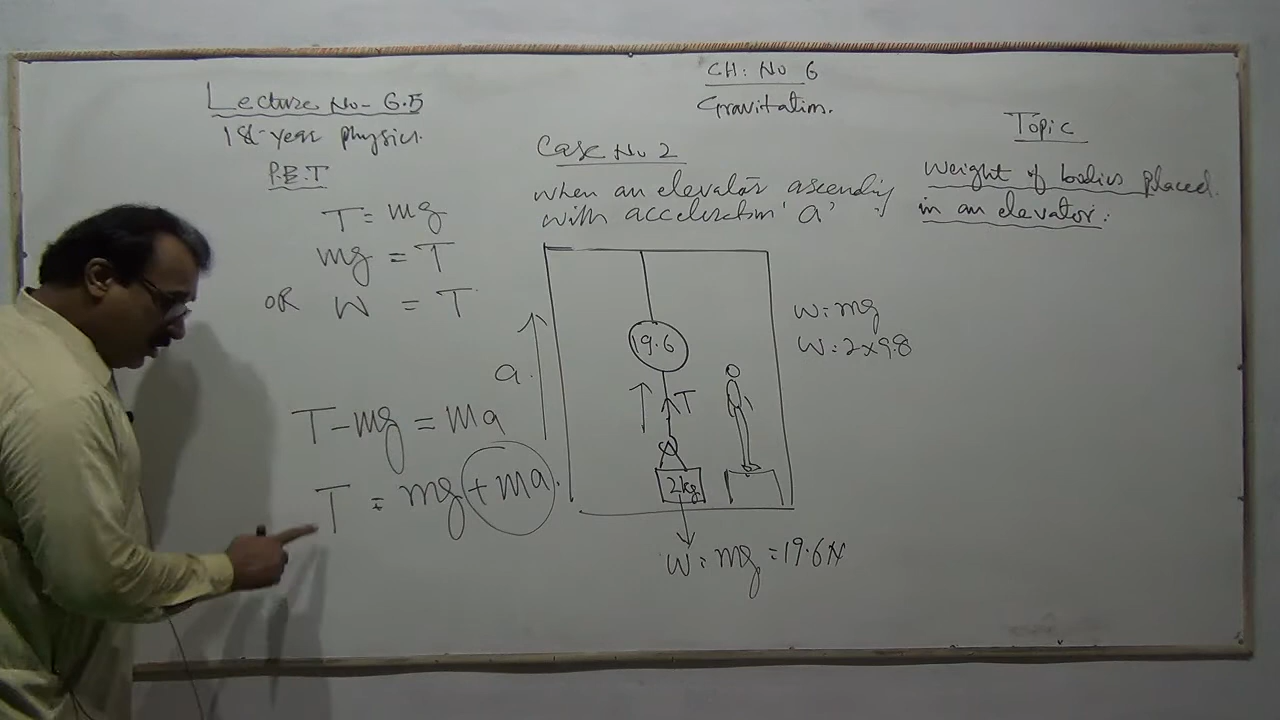 CH: No 6
Gravitation.
Lecture No- 6.5
1st-year physics.
P.B.T
T = mg
mg = T
OR W = T
T-mg = ma
T = mg + ma.
Case No 2
when an elevator ascending
with acceleration 'a'
a.
19.6
T
2kg
W = mg = 19.6N
W = mg
W = 2x9.8
Topic
Weight of bodies placed
in an elevator.